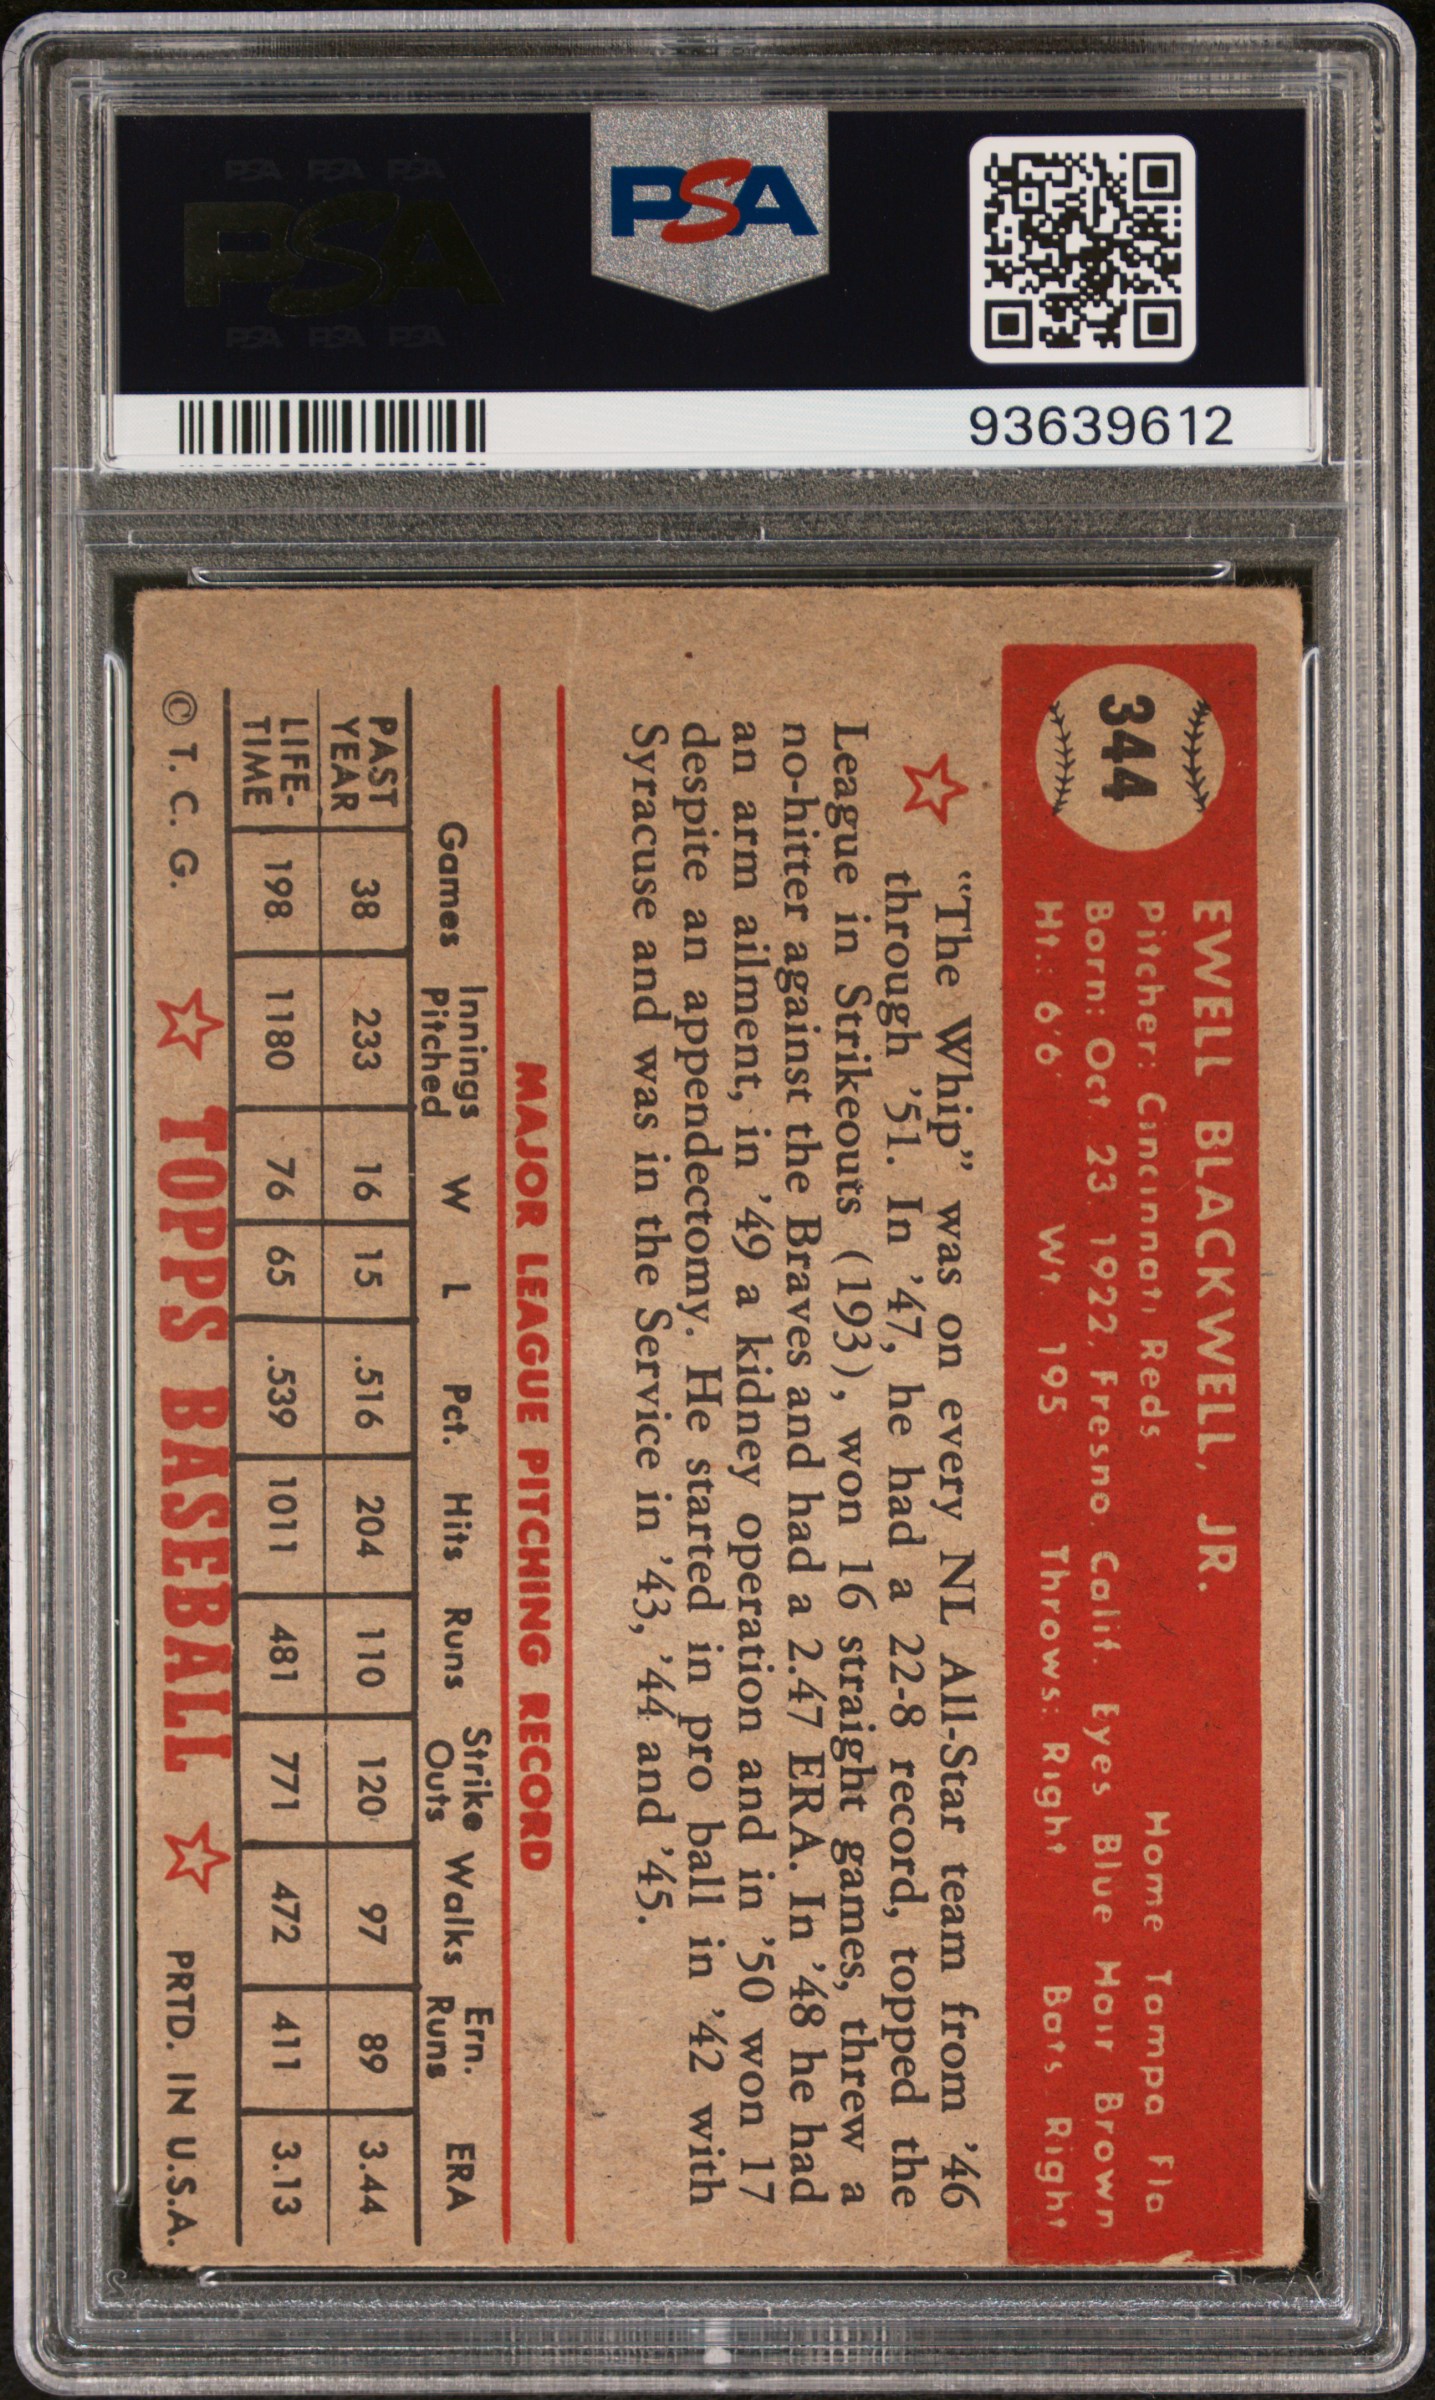 PSA PSA PSA
PSA
PSA PSA PSA
PSA
93639612
344
EWELL BLACKWELL, JR.
Pitcher: Cincinnati Reds Home Tampa Fla
Born: Oct. 23, 1922, Fresno, Calif. Eyes Blue Hair Brown
Ht.: 6'6" Wt. 195 Throws: Right Bats Right
"The Whip" was on every NL All-Star team from '46
through '51. In '47, he had a 22-8 record, topped the
League in Strikeouts (193), won 16 straight games, threw a
no-hitter against the Braves and had a 2.47 ERA. In '48 he had
an arm ailment, in '49 a kidney operation and in '50 won 17
despite an appendectomy. He started in pro ball in '42 with
Syracuse and was in the Service in '43, '44 and '45.
MAJOR LEAGUE PITCHING RECORD
Games Innings Pitched W L Pct. Hits Runs Strike Outs Walks Ern. Runs ERA
PAST YEAR 38 233 16 15 .516 204 110 120 97 89 3.44
LIFE-TIME 198 1180 76 65 .539 1011 481 771 472 411 3.13
© T. C. G. TOPPS BASEBALL PRTD. IN U.S.A.